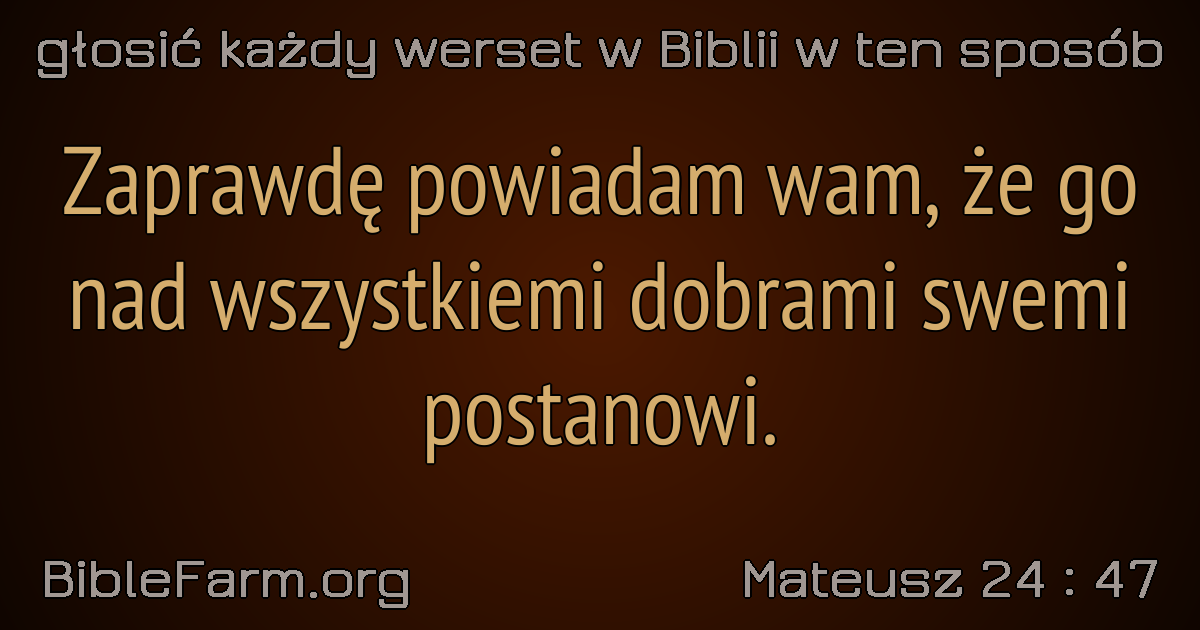 głosić każdy werset w Biblii w ten sposób
Zaprawdę powiadam wam, że go
nad wszystkiemi dobrami swemi
postanowi.
BibleFarm.org
Mateusz 24 : 47